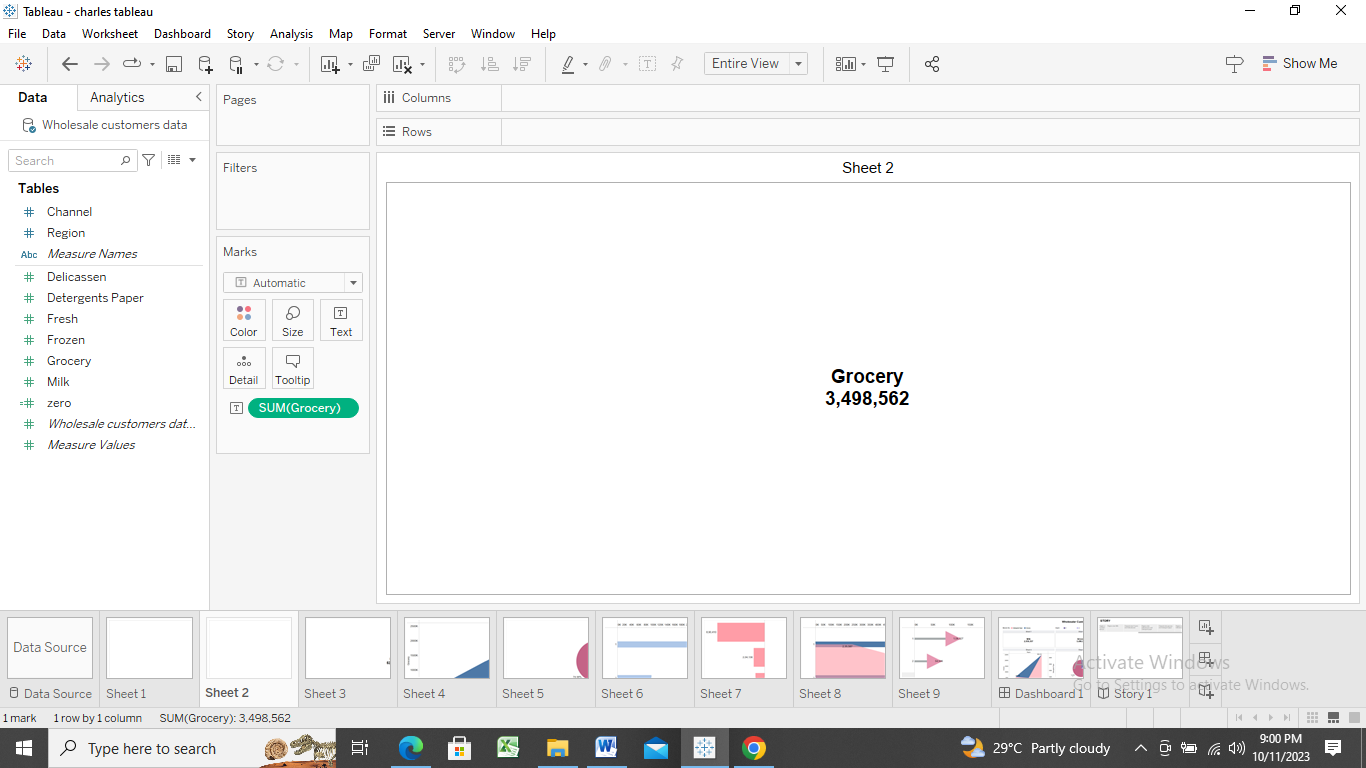 Tableau - charles tableau
File Data Worksheet Dashboard Story Analysis Map Format Server Window Help
Entire View
Show Me
Data Analytics
Wholesale customers data
Search
Tables
Channel
Region
Abc Measure Names
Delicassen
Detergents Paper
Fresh
Frozen
Grocery
Milk
zero
Wholesale customers dat...
Measure Values
Pages
Filters
Marks
Automatic
Color Size Text
Detail Tooltip
SUM(Grocery)
Columns
Rows
Sheet 2
Grocery
3,498,562
Data Source
Data Source Sheet 1 Sheet 2 Sheet 3 Sheet 4 Sheet 5 Sheet 6 Sheet 7 Sheet 8 Sheet 9 Dashboard 1 Story 1
Activate Windows
Go to Settings to activate Windows.
1 mark 1 row by 1 column SUM(Grocery): 3,498,562
Type here to search
29°C Partly cloudy
9:00 PM
10/11/2023